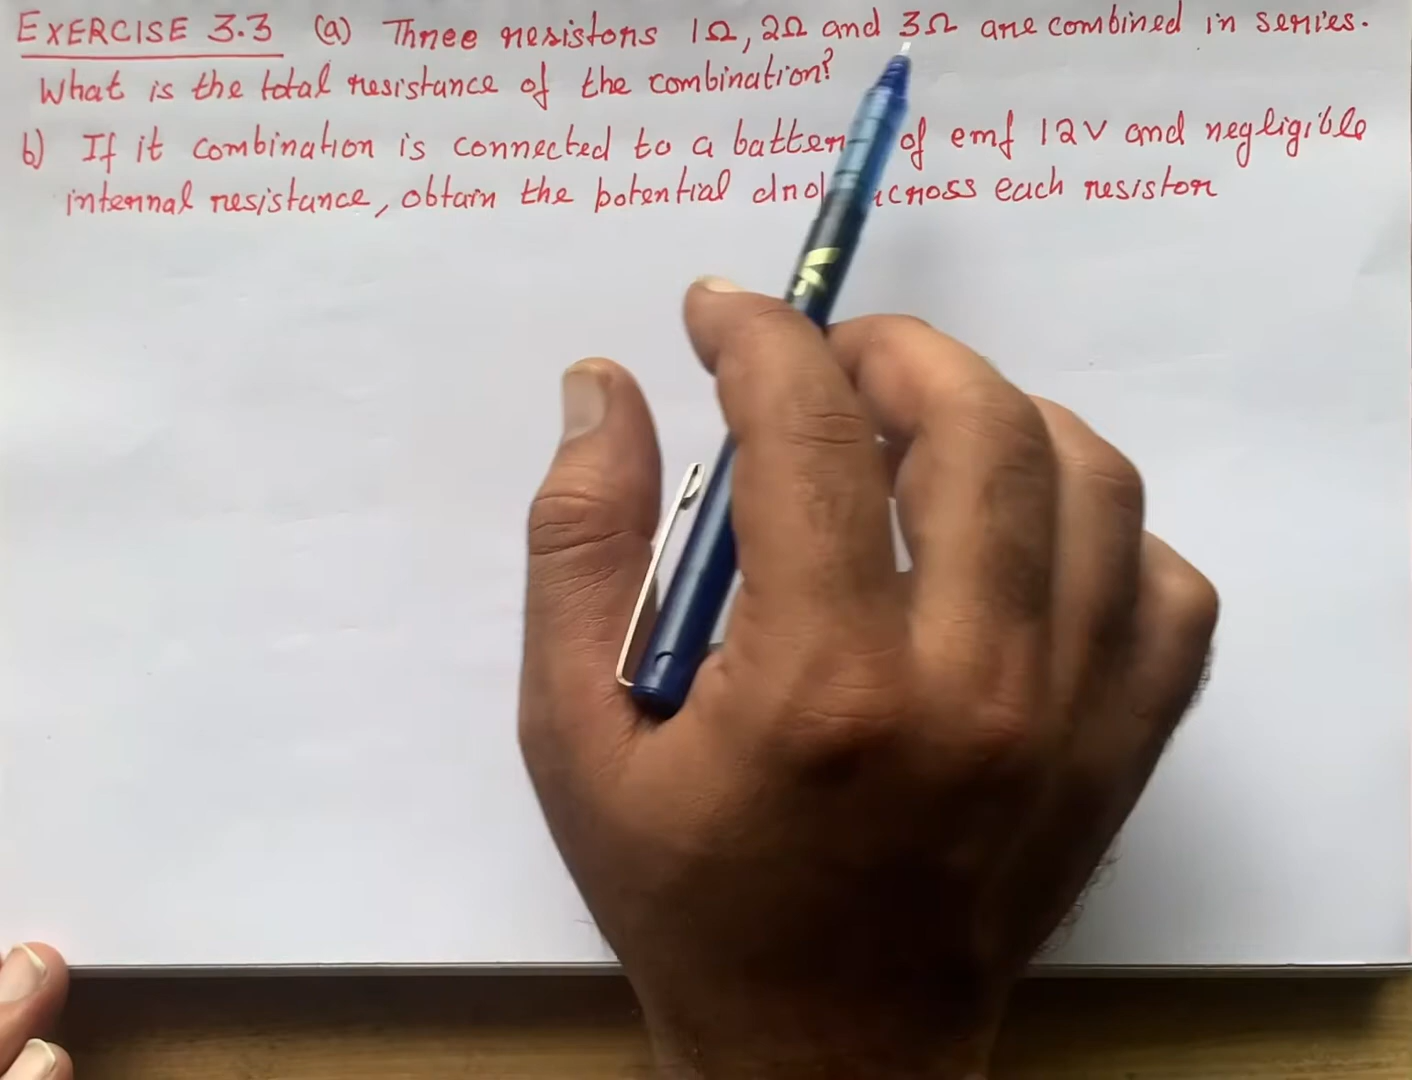 EXERCISE 3.3 (a) Three resistors 1Ω, 2Ω and 3Ω are combined in series.
What is the total resistance of the combination?
b) If it combination is connected to a of emf 12V and negligible
internal resistance, obtain the potential across each resistor